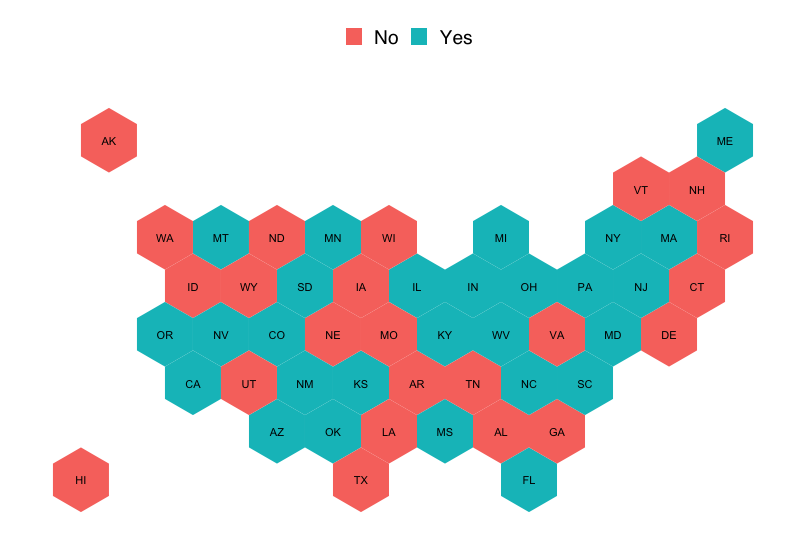 No Yes
AK
ME
VT NH
WA MT ND MN WI MI NY MA RI
ID WY SD IA IL IN OH PA NJ CT
OR NV CO NE MO KY WV VA MD DE
CA UT NM KS AR TN NC SC
AZ OK LA MS AL GA
HI TX FL